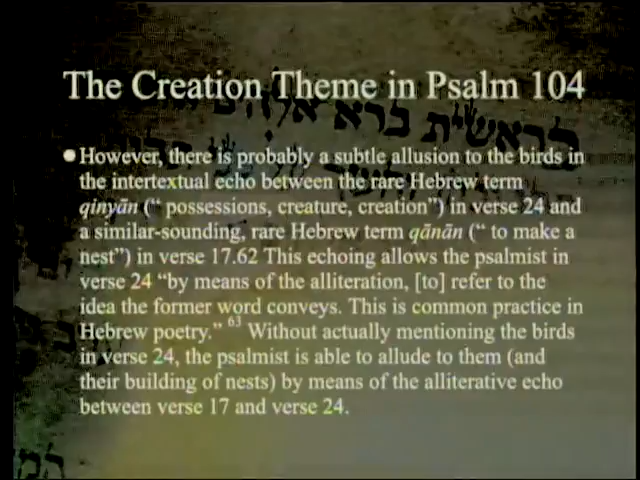 The Creation Theme in Psalm 104
בראשית ברא אלהים
However, there is probably a subtle allusion to the birds in
the intertextual echo between the rare Hebrew term
qinyān (“ possessions, creature, creation”) in verse 24 and
a similar-sounding, rare Hebrew term qānān (“ to make a
nest”) in verse 17.62 This echoing allows the psalmist in
verse 24 “by means of the alliteration, [to] refer to the
idea the former word conveys. This is common practice in
Hebrew poetry.” 63 Without actually mentioning the birds
in verse 24, the psalmist is able to allude to them (and
their building of nests) by means of the alliterative echo
between verse 17 and verse 24.